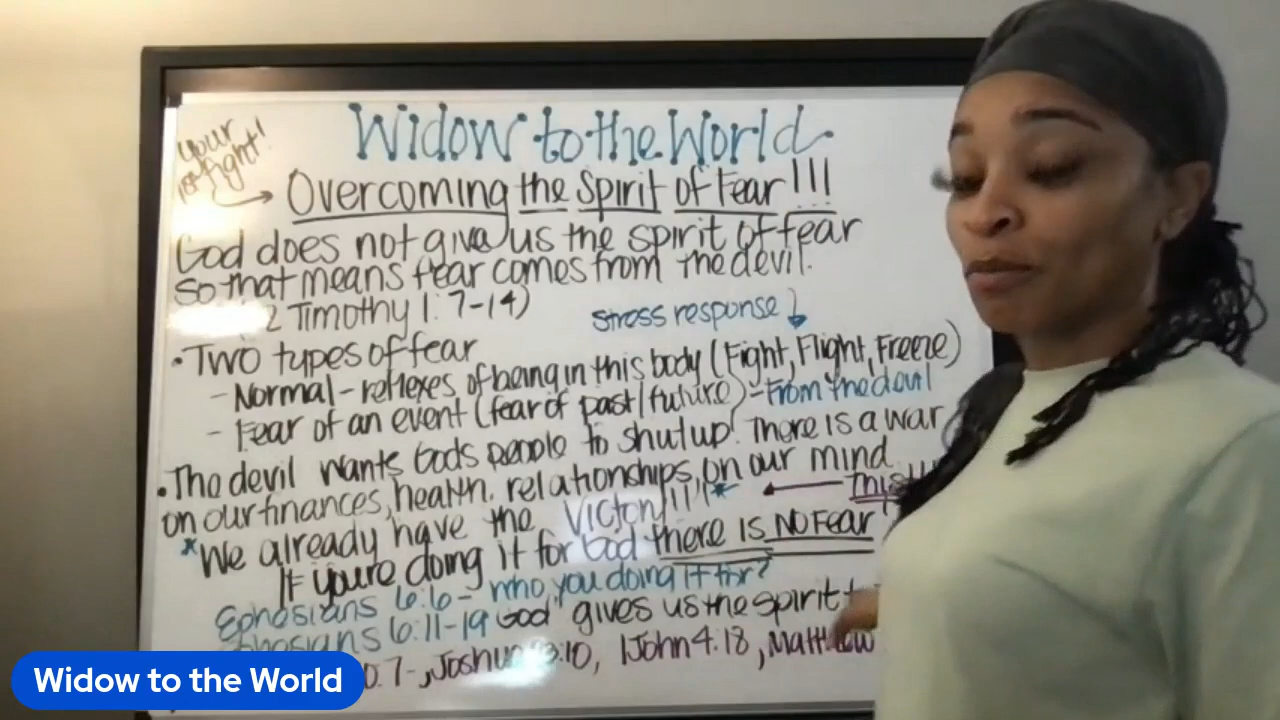 Widow to the World
your
1st fight!
Overcoming the Spirit of Fear!!!
God does not give us the spirit of fear
so that means fear comes from the devil.
2 Timothy 1:7-14)
stress response
• Two types of fear
- Normal - reflexes of being in this body (Fight, Flight, Freeze)
- Fear of an event (fear of past/future) - From the devil
• The devil wants Gods people to shut up! There is a war
on our finances, health, relationships, on our mind
This!!!
* We already have the Victory!!!! *
If you're doing it for God there IS NO Fear
Ephesians 6:6 - who you doing it for?
Ephesians 6:11-19 God gives us the spirit
7-, Joshua :10, 1 John 4:18, Matthew
Widow to the World